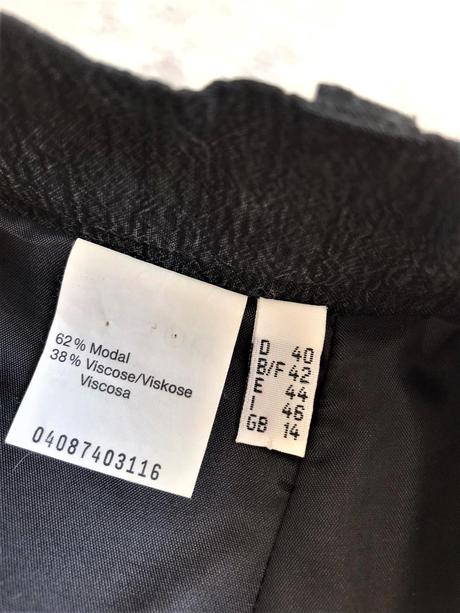 62% Modal
38% Viscose/Viskose
Viscosa
04087403116
D 40
B/F 42
E 44
I 46
GB 14